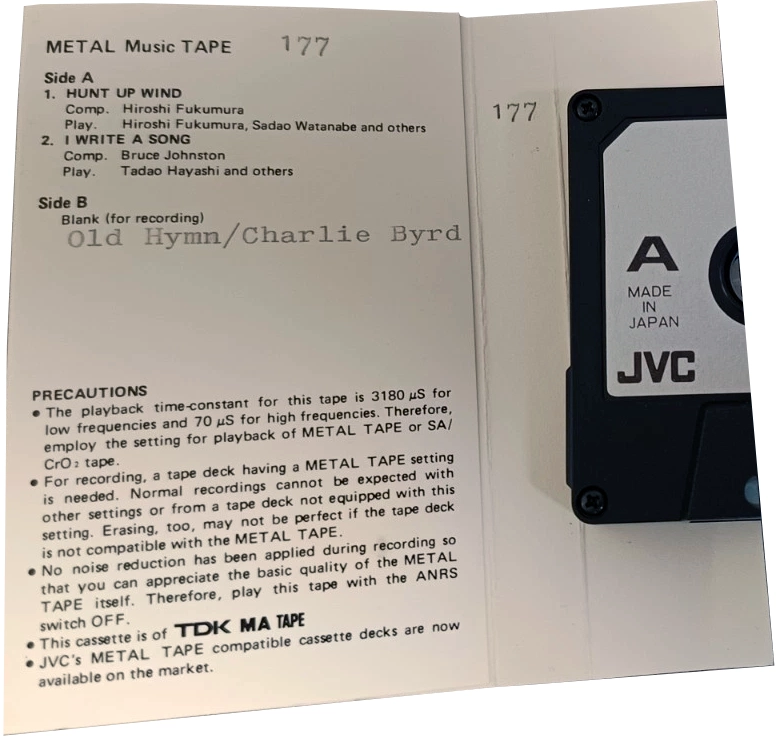 METAL Music TAPE 177
Side A
1. HUNT UP WIND
Comp. Hiroshi Fukumura
Play. Hiroshi Fukumura, Sadao Watanabe and others
2. I WRITE A SONG
Comp. Bruce Johnston
Play. Tadao Hayashi and others
Side B
Blank (for recording)
Old Hymn/Charlie Byrd
PRECAUTIONS
• The playback time-constant for this tape is 3180 μS for
low frequencies and 70 μS for high frequencies. Therefore,
employ the setting for playback of METAL TAPE or SA/
CrO₂ tape.
• For recording, a tape deck having a METAL TAPE setting
is needed. Normal recordings cannot be expected with
other settings or from a tape deck not equipped with this
setting. Erasing, too, may not be perfect if the tape deck
is not compatible with the METAL TAPE.
• No noise reduction has been applied during recording so
that you can appreciate the basic quality of the METAL
TAPE itself. Therefore, play this tape with the ANRS
switch OFF.
• This cassette is of TDK MA TAPE
• JVC's METAL TAPE compatible cassette decks are now
available on the market.
177
A
MADE
IN
JAPAN
JVC